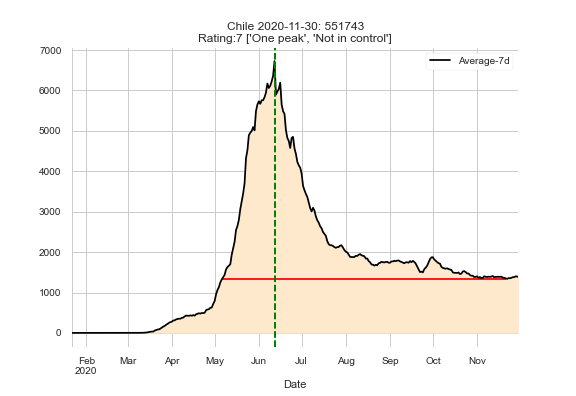 Chile 2020-11-30: 551743
Rating:7 ['One peak', 'Not in control']
Average-7d
7000
6000
5000
4000
3000
2000
1000
0
Feb Mar Apr May Jun Jul Aug Sep Oct Nov
2020
Date